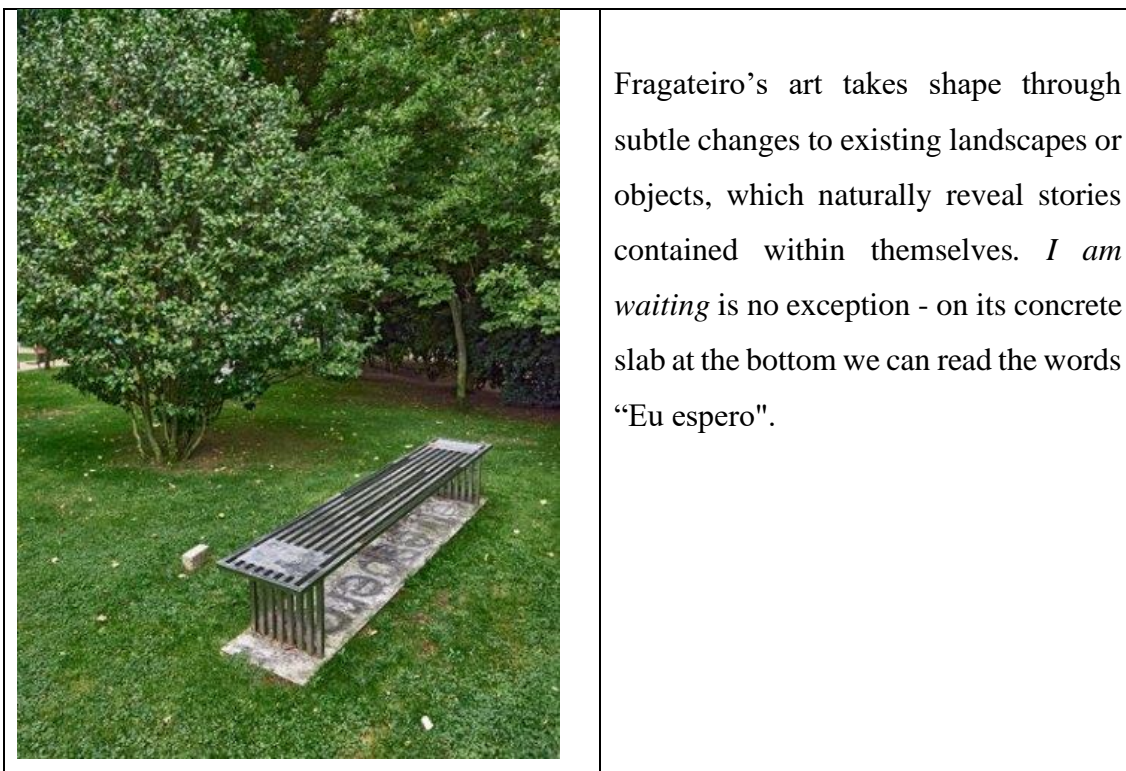 Fragateiro’s art takes shape through
subtle changes to existing landscapes or
objects, which naturally reveal stories
contained within themselves. I am
waiting is no exception - on its concrete
slab at the bottom we can read the words
“Eu espero".